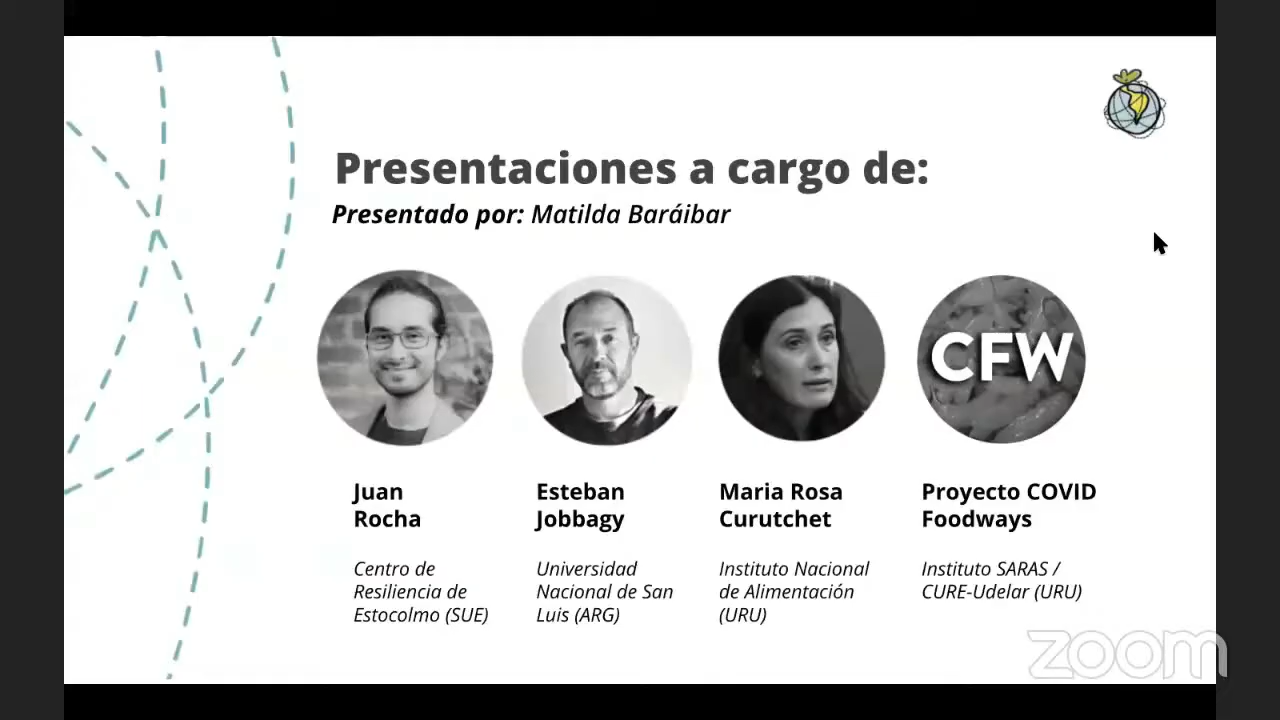 Presentaciones a cargo de:
Presentado por: Matilda Baráibar
CFW
Juan
Rocha
Centro de
Resiliencia de
Estocolmo (SUE)
Esteban
Jobbagy
Universidad
Nacional de San
Luis (ARG)
Maria Rosa
Curutchet
Instituto Nacional
de Alimentación
(URU)
Proyecto COVID
Foodways
Instituto SARAS /
CURE-Udelar (URU)
zoom